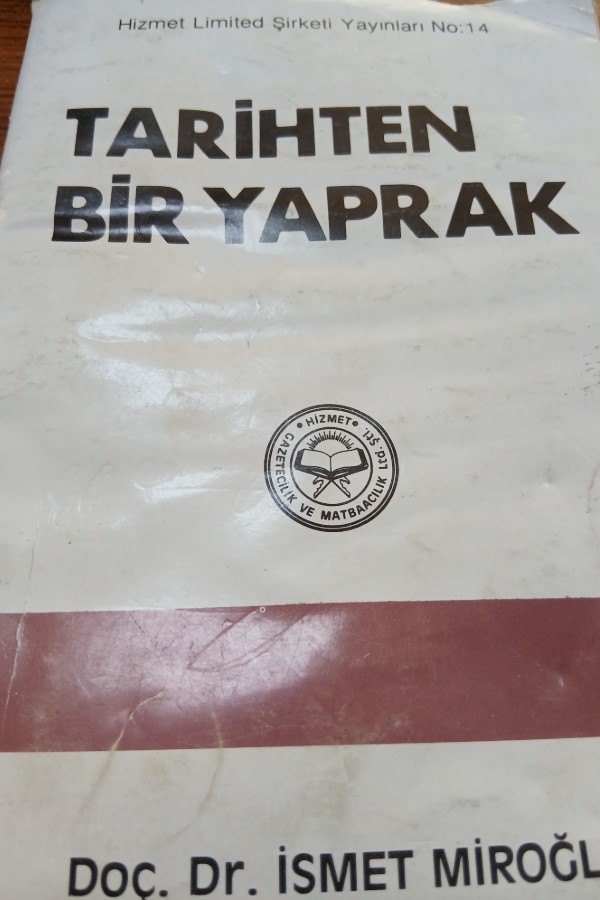 Hizmet Limited Şirketi Yayınları No:14
TARİHTEN
BİR YAPRAK
• HİZMET •
GAZETECİLİK VE MATBAACILIK Ltd. Şti.
Doç. Dr. İSMET MİROĞL